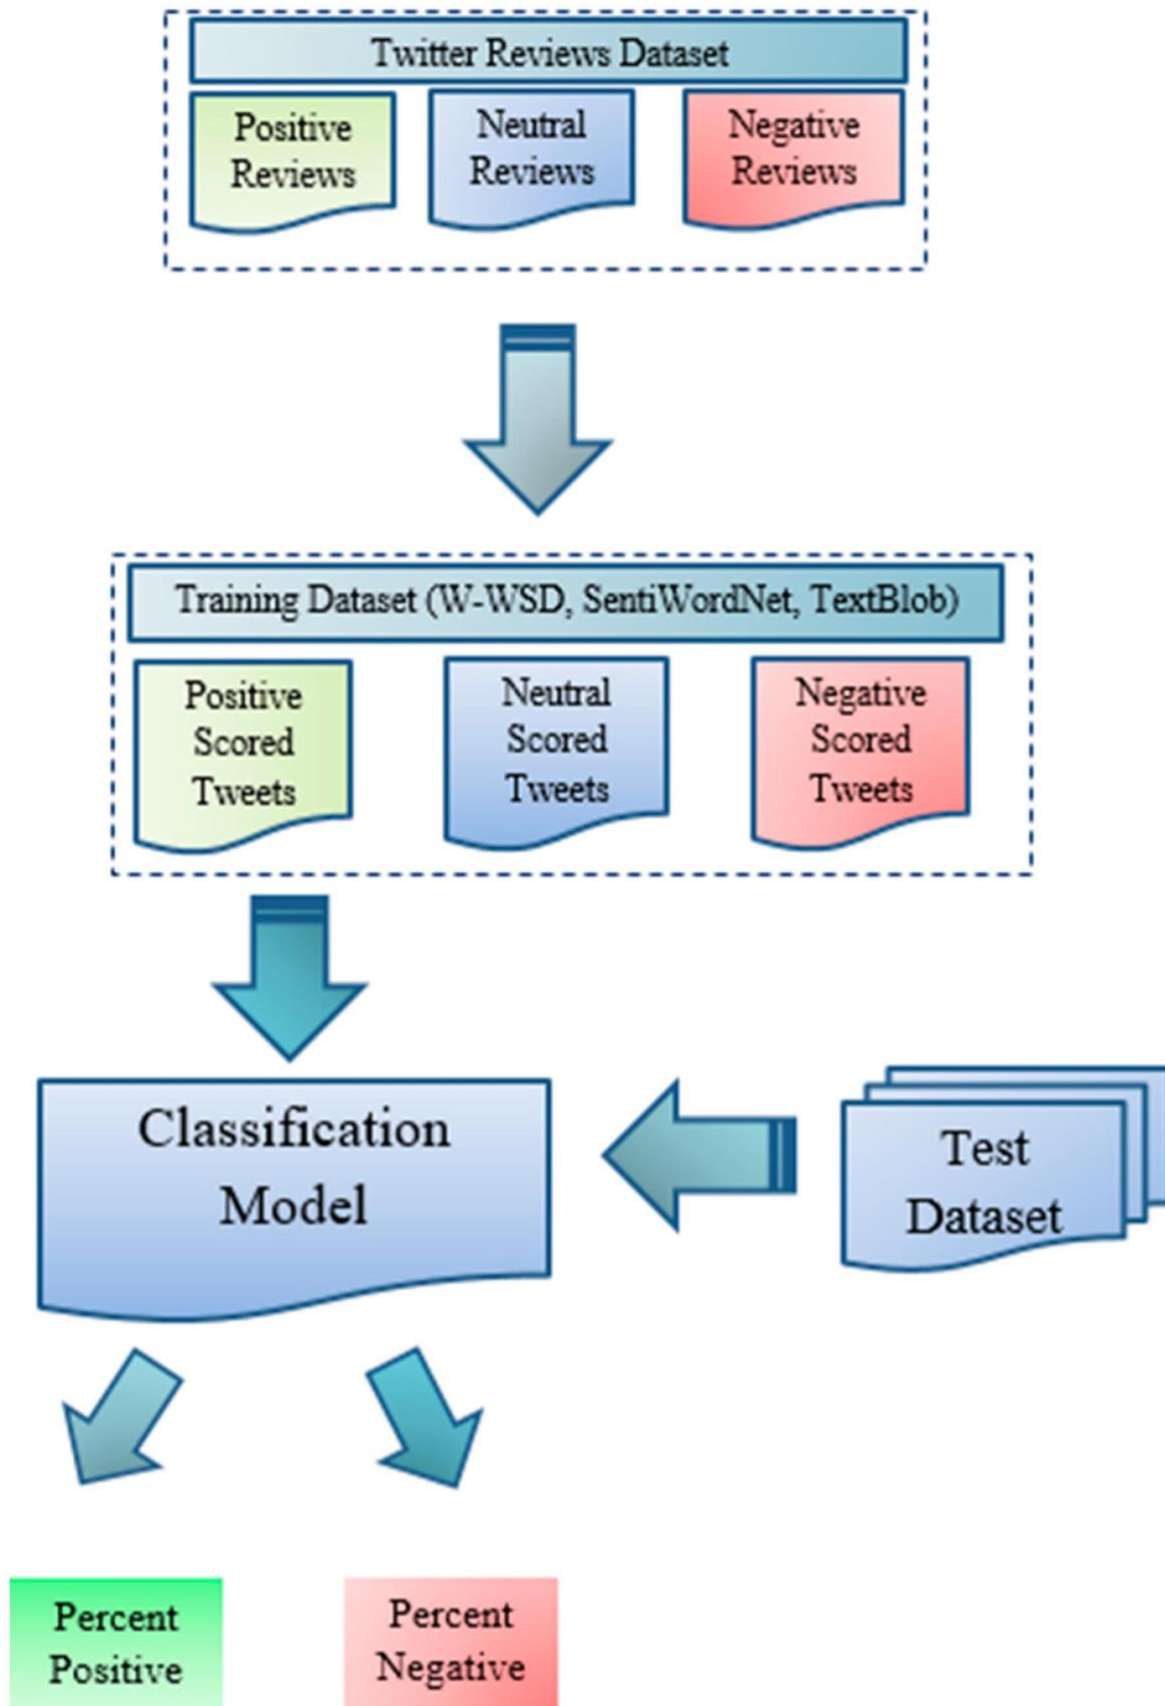 Twitter Reviews Dataset
Positive
Reviews
Neutral
Reviews
Negative
Reviews
Training Dataset (W-WSD, SentiWordNet, TextBlob)
Positive
Scored
Tweets
Neutral
Scored
Tweets
Negative
Scored
Tweets
Classification
Model
Test
Dataset
Percent
Positive
Percent
Negative